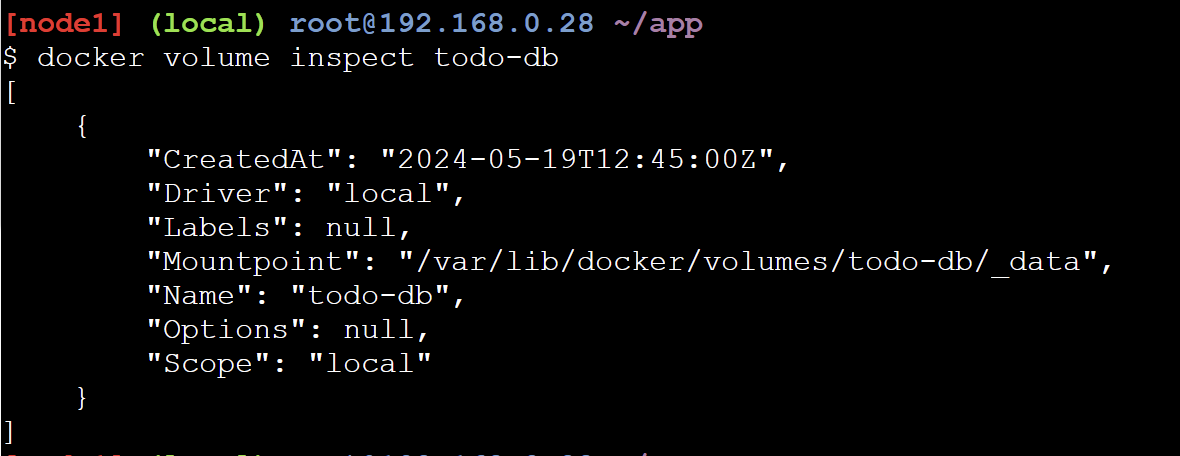 [node1] (local) root@192.168.0.28 ~/app
$ docker volume inspect todo-db
[
    {
        "CreatedAt": "2024-05-19T12:45:00Z",
        "Driver": "local",
        "Labels": null,
        "Mountpoint": "/var/lib/docker/volumes/todo-db/_data",
        "Name": "todo-db",
        "Options": null,
        "Scope": "local"
    }
]